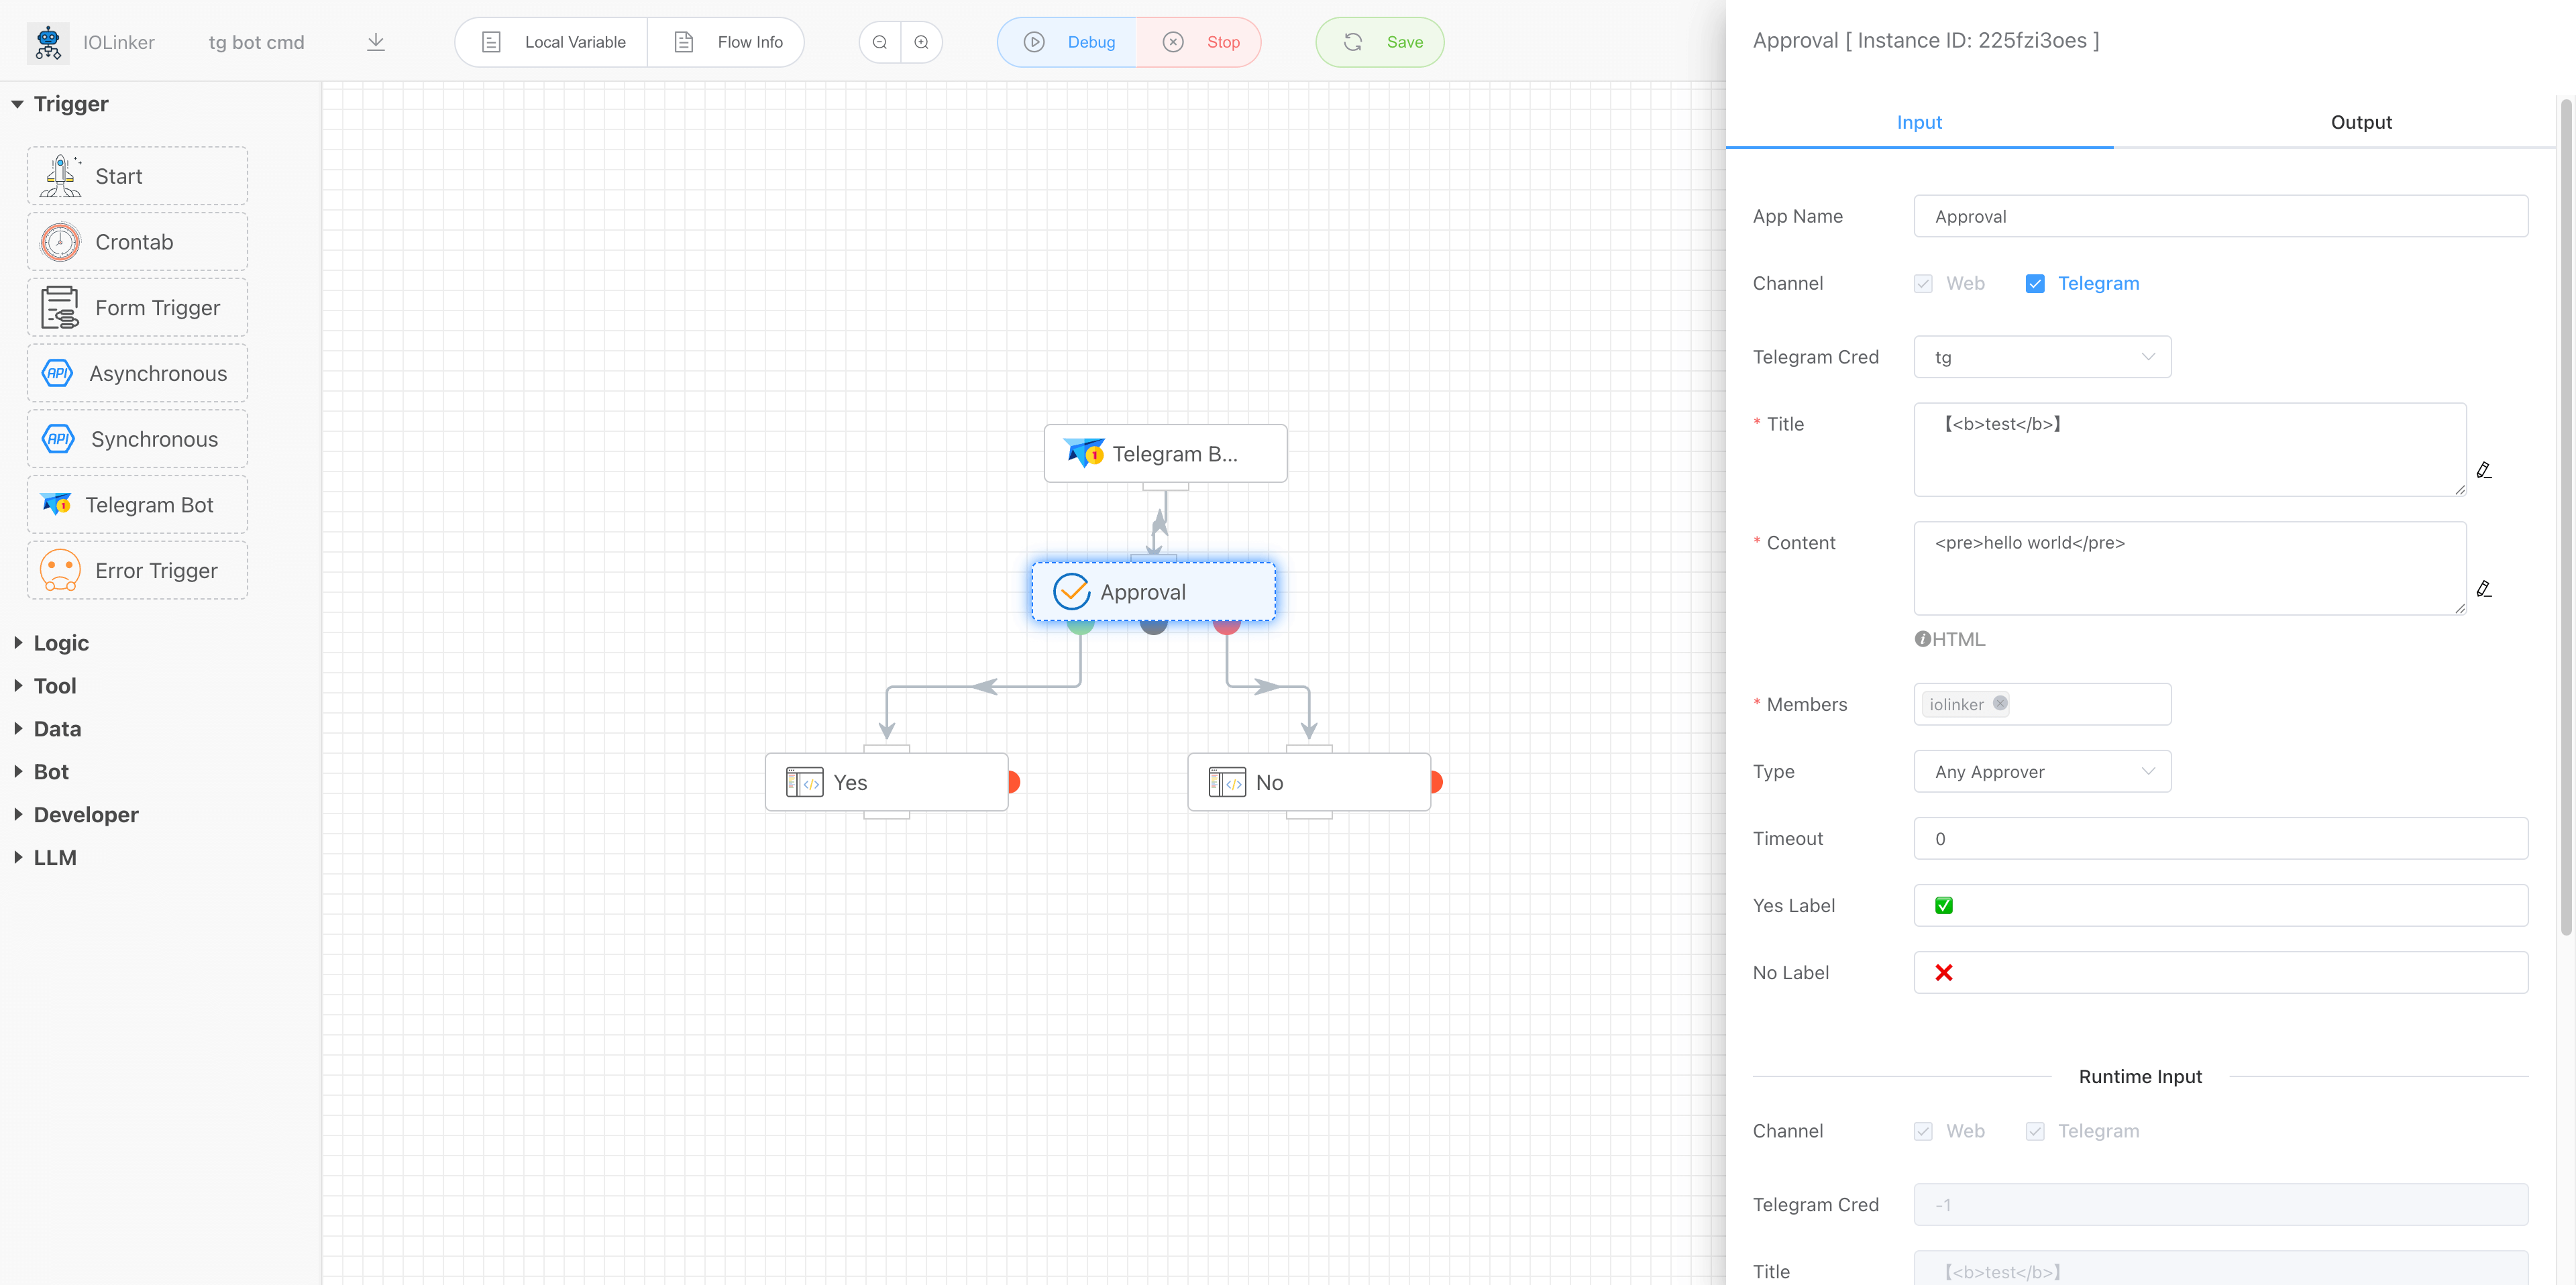 IOLinker
tg bot cmd
Local Variable
Flow Info
Debug
Stop
Save
Trigger
Start
Crontab
Form Trigger
API
Asynchronous
API
Synchronous
1
Telegram Bot
Error Trigger
Logic
Tool
Data
Bot
Developer
LLM
1
Telegram B...
Approval
</> Yes
</> No
Approval [ Instance ID: 225fzi3oes ]
Input
Output
App Name
Approval
Channel
Web
Telegram
Telegram Cred
tg
* Title
【<b>test</b>】
* Content
<pre>hello world</pre>
HTML
* Members
iolinker
Type
Any Approver
Timeout
0
Yes Label
✅
No Label
❌
Runtime Input
Channel
Web
Telegram
Telegram Cred
-1
Title
【<b>test</b>】